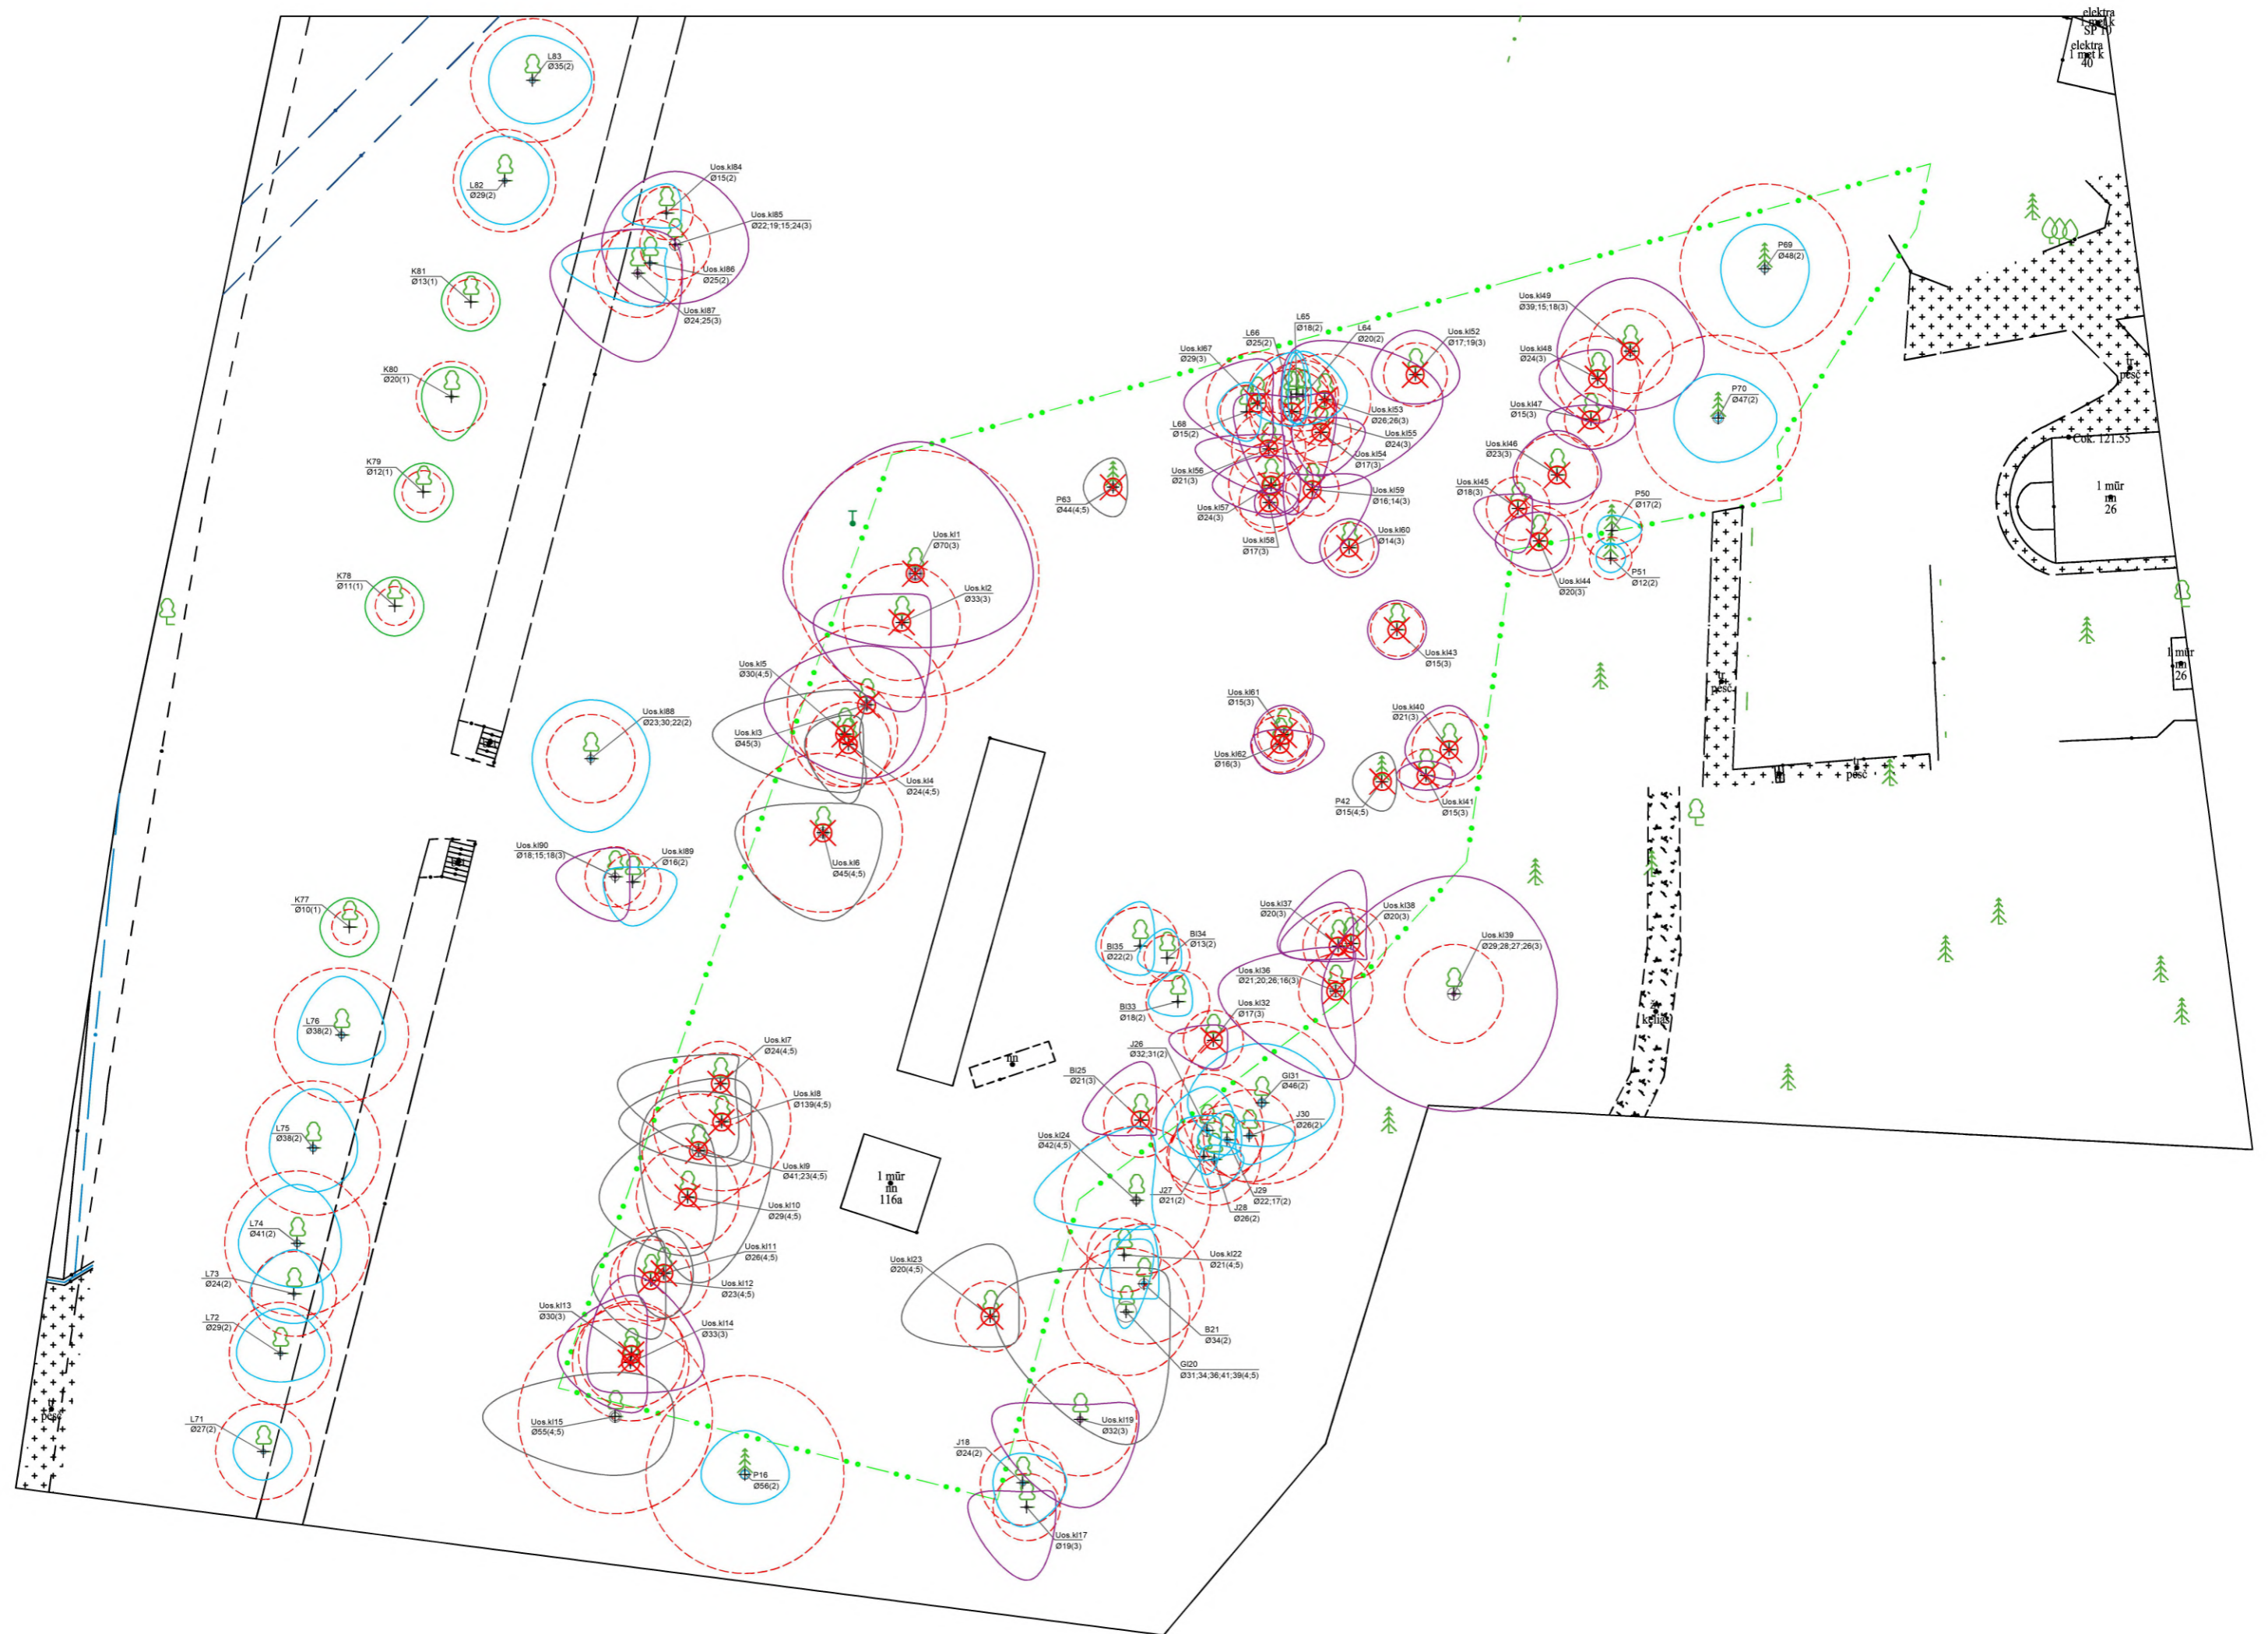 elektra
1 met k
SP 10
elektra
1 met k
40
L83
Ø35(2)
L82
Ø29(2)
Uos.kl84
Ø15(2)
Uos.kl85
Ø22;19;15;24(3)
Uos.kl86
Ø25(2)
Uos.kl87
Ø24;25(3)
K81
Ø13(1)
K80
Ø20(1)
K79
Ø12(1)
K78
Ø11(1)
P69
Ø48(2)
P70
Ø47(2)
Uos.kl49
Ø39;15;18(3)
Uos.kl48
Ø24(3)
Uos.kl47
Ø15(3)
Uos.kl46
Ø23(3)
Uos.kl45
Ø18(3)
Uos.kl44
Ø20(3)
P50
Ø17(2)
P51
Ø12(2)
L65
Ø18(2)
L66
Ø25(2)
L64
Ø20(2)
Uos.kl67
Ø29(3)
Uos.kl52
Ø17;19(3)
Uos.kl53
Ø26;26(3)
L68
Ø15(2)
Uos.kl55
Ø24(3)
Uos.kl54
Ø17(3)
Uos.kl56
Ø21(3)
Uos.kl59
Ø16;14(3)
Uos.kl57
Ø24(3)
Uos.kl58
Ø17(3)
Uos.kl60
Ø14(3)
P63
Ø44(4;5)
tr.
pesč
Cok. 121.55
1 mūr
nn
26
T
Uos.kl1
Ø70(3)
Uos.kl2
Ø33(3)
Uos.kl5
Ø30(4;5)
Uos.kl3
Ø45(3)
Uos.kl4
Ø24(4;5)
Uos.kl6
Ø45(4;5)
Uos.kl43
Ø15(3)
Uos.kl61
Ø15(3)
Uos.kl62
Ø16(3)
Uos.kl40
Ø21(3)
P42
Ø15(4;5)
Uos.kl41
Ø15(3)
1 mūr
nn
26
tr.
pesč
pesč
Uos.kl88
Ø23;30;22(2)
Uos.kl90
Ø18;15;18(3)
Uos.kl89
Ø16(2)
K77
Ø10(1)
L76
Ø38(2)
L75
Ø38(2)
L74
Ø41(2)
L73
Ø24(2)
L72
Ø29(2)
L71
Ø27(2)
Uos.kl37
Ø20(3)
Uos.kl38
Ø20(3)
Uos.kl39
Ø29;28;27;26(3)
Uos.kl36
Ø21;20;26;16(3)
Bl35
Ø22(2)
Bl34
Ø13(2)
Bl33
Ø18(2)
Uos.kl32
Ø17(3)
J26
Ø32;31(2)
Bl25
Ø21(3)
Gl31
Ø46(2)
J30
Ø26(2)
Uos.kl24
Ø42(4;5)
J27
Ø21(2)
J29
Ø22;17(2)
J28
Ø26(2)
kelias
nn
1 mūr
nn
116a
Uos.kl7
Ø24(4;5)
Uos.kl8
Ø139(4;5)
Uos.kl9
Ø41;23(4;5)
Uos.kl10
Ø29(4;5)
Uos.kl11
Ø26(4;5)
Uos.kl12
Ø23(4;5)
Uos.kl13
Ø30(3)
Uos.kl14
Ø33(3)
Uos.kl15
Ø55(4;5)
P16
Ø56(2)
Uos.kl23
Ø20(4;5)
Uos.kl22
Ø21(4;5)
B21
Ø34(2)
Gl20
Ø31;34;36;41;39(4;5)
Uos.kl19
Ø32(3)
J18
Ø24(2)
Uos.kl17
Ø19(3)
pesč